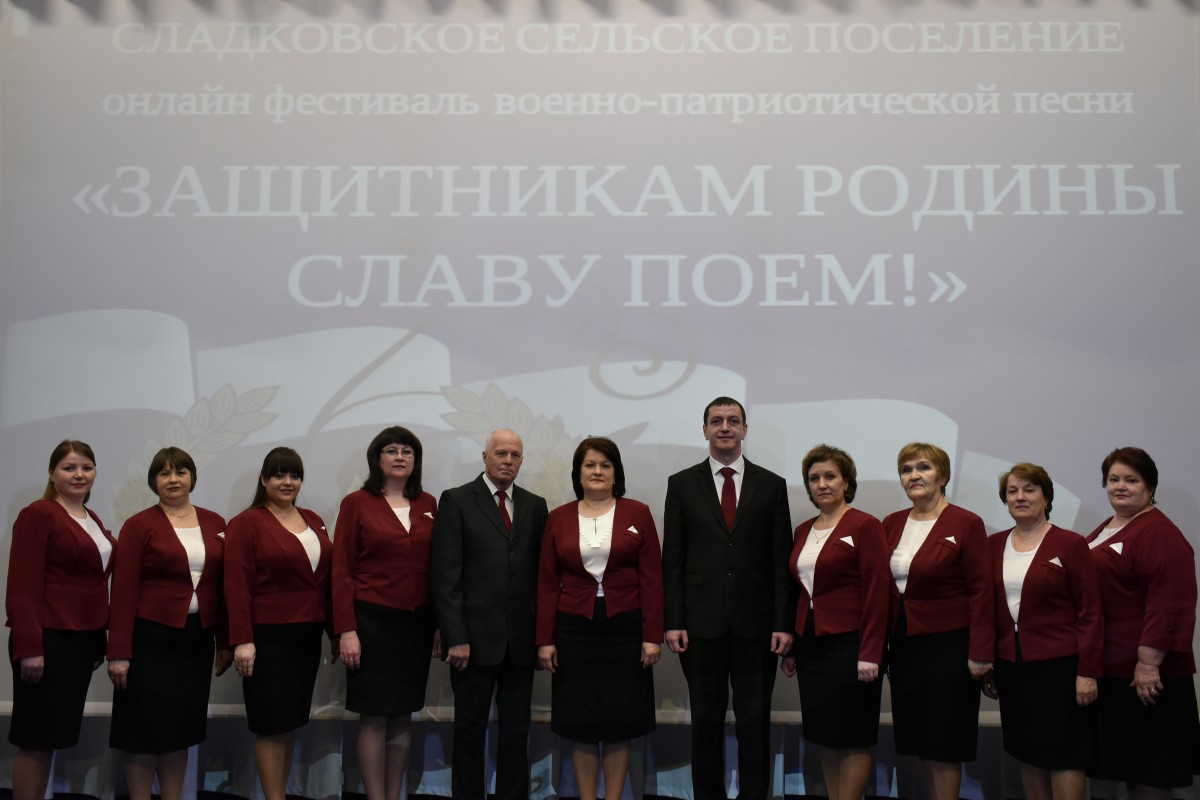 СЛАДКОВСКОЕ СЕЛЬСКОЕ ПОСЕЛЕНИЕ
онлайн фестиваль военно-патриотической песни
«ЗАЩИТНИКАМ РОДИНЫ
СЛАВУ ПОЕМ!»